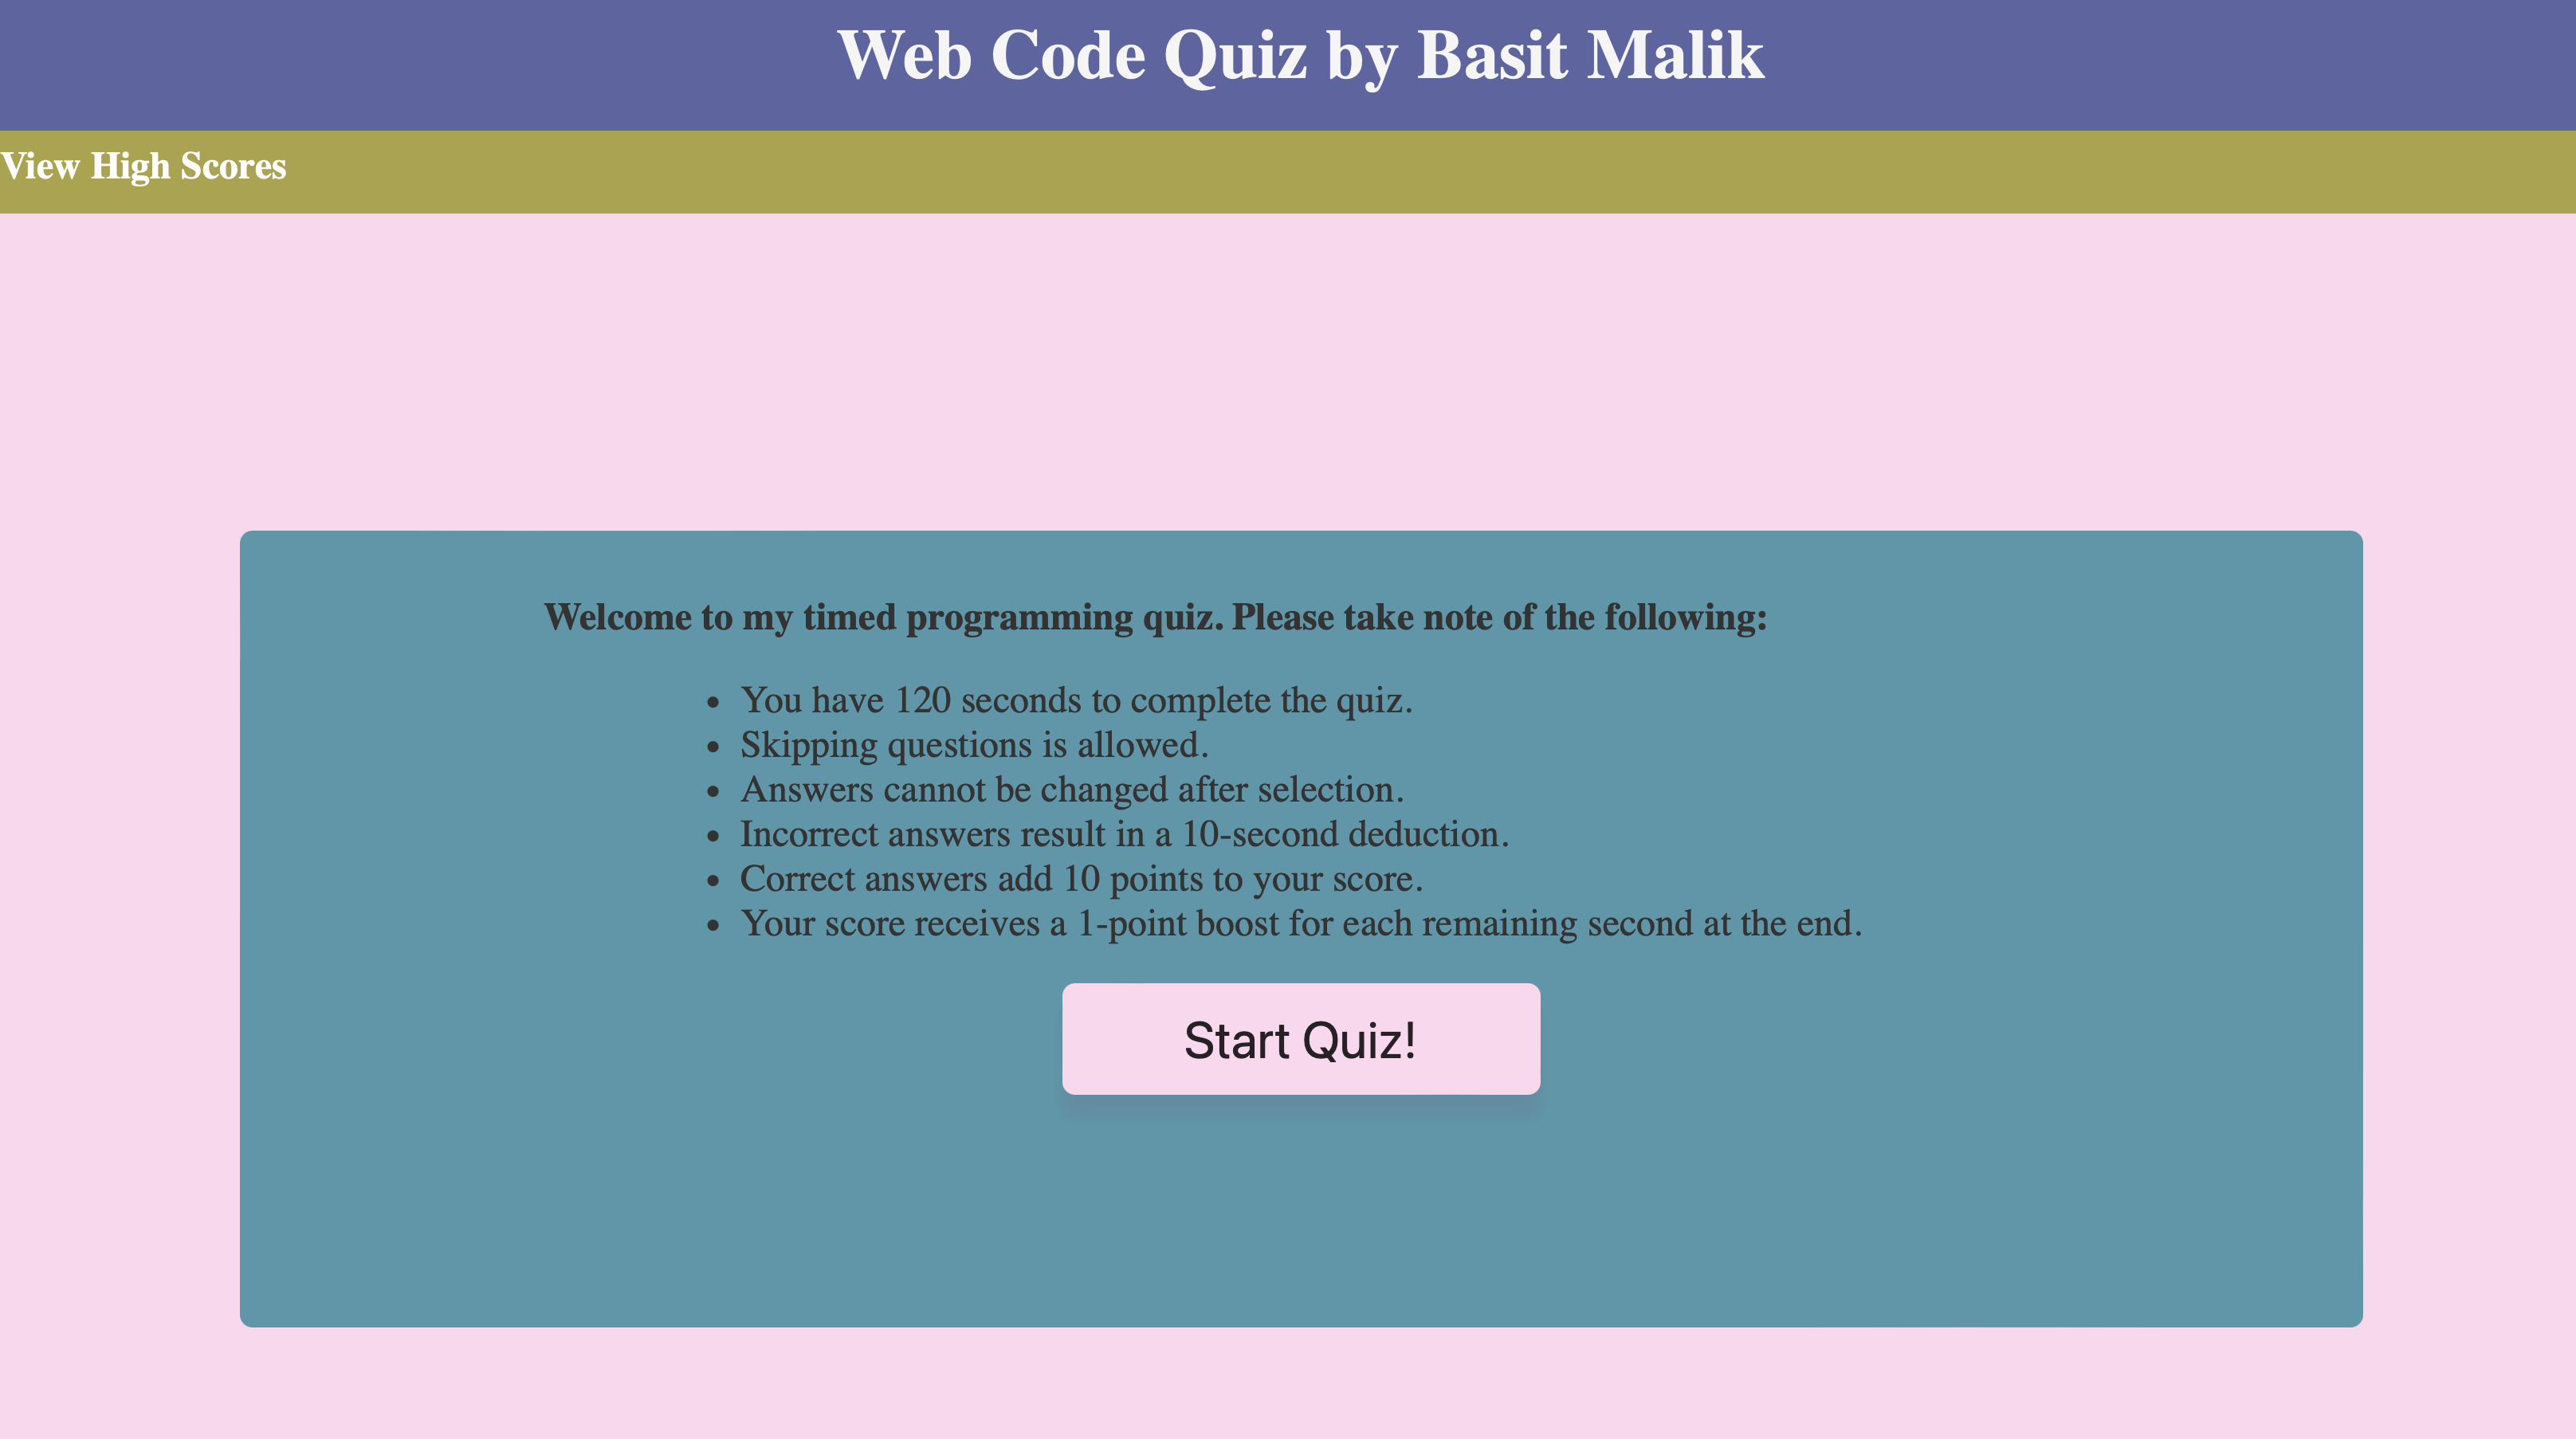 Web Code Quiz by Basit Malik
View High Scores
Welcome to my timed programming quiz. Please take note of the following:
• You have 120 seconds to complete the quiz.
• Skipping questions is allowed.
• Answers cannot be changed after selection.
• Incorrect answers result in a 10-second deduction.
• Correct answers add 10 points to your score.
• Your score receives a 1-point boost for each remaining second at the end.
Start Quiz!